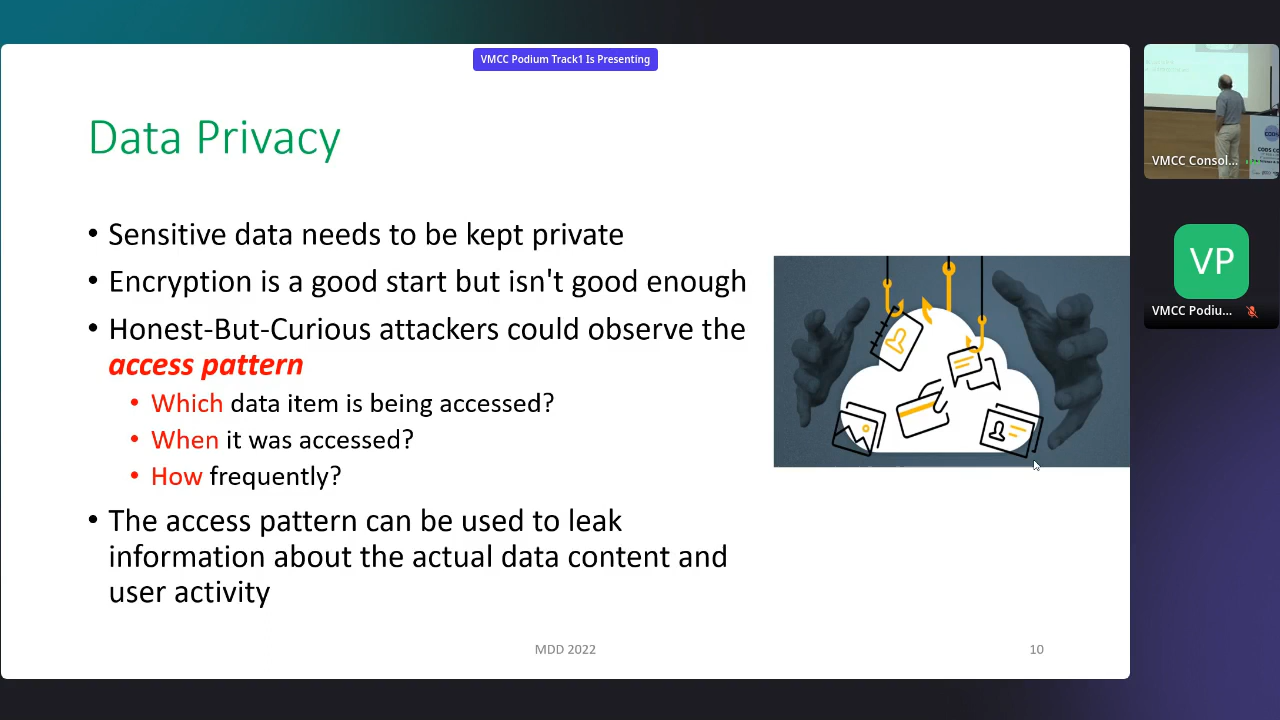 VMCC Podium Track1 Is Presenting
Data Privacy
• Sensitive data needs to be kept private
• Encryption is a good start but isn't good enough
• Honest-But-Curious attackers could observe the
access pattern
• Which data item is being accessed?
• When it was accessed?
• How frequently?
• The access pattern can be used to leak
information about the actual data content and
user activity
MDD 2022
10
VMCC Consol...
CODS
CODS CO
VP
VMCC Podiu...